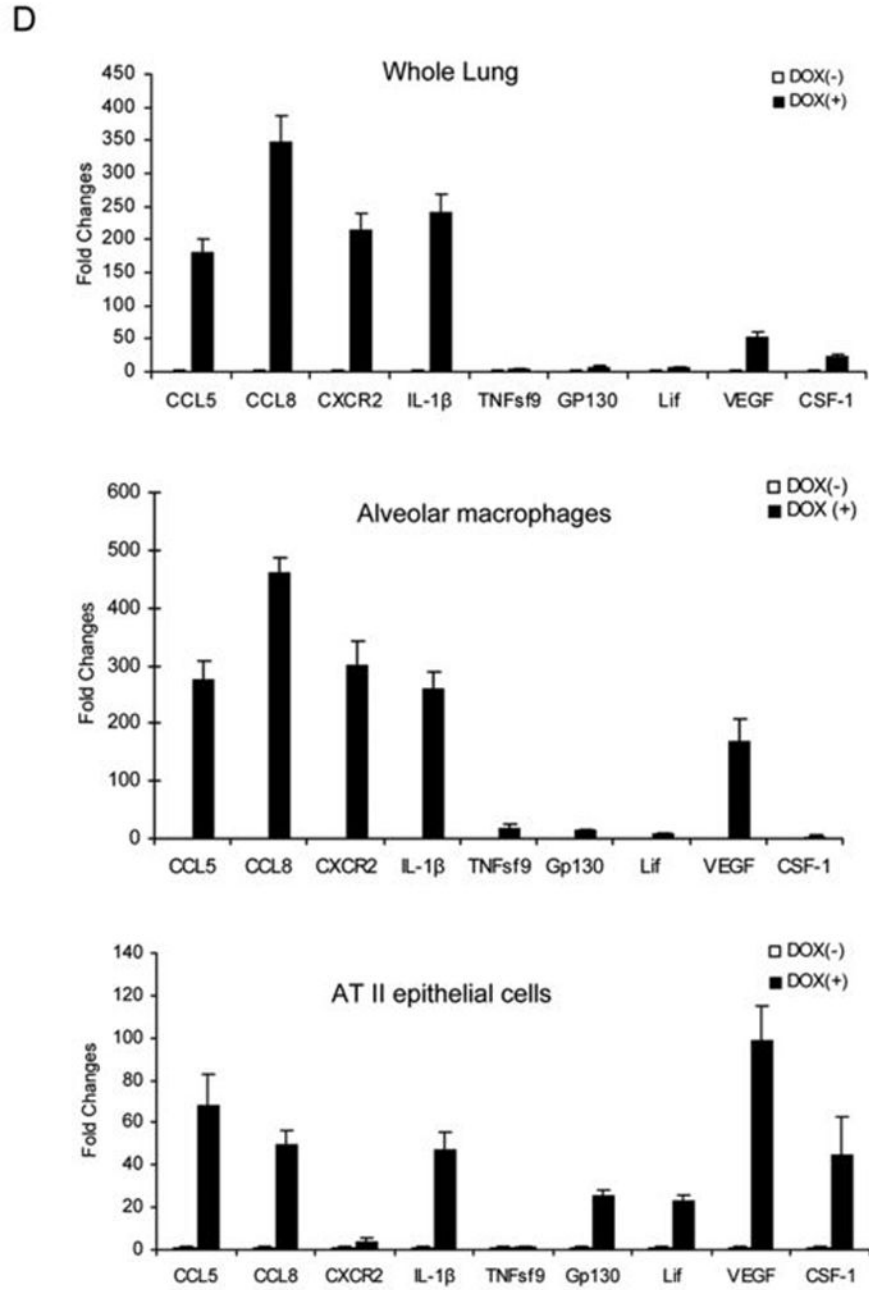 D
Whole Lung
DOX(-)
DOX(+)
Fold Changes
450
400
350
300
250
200
150
100
50
0
CCL5 CCL8 CXCR2 IL-1β TNFsf9 GP130 Lif VEGF CSF-1
Alveolar macrophages
DOX(-)
DOX (+)
Fold Changes
600
500
400
300
200
100
0
CCL5 CCL8 CXCR2 IL-1β TNFsf9 Gp130 Lif VEGF CSF-1
AT II epithelial cells
DOX(-)
DOX(+)
Fold Changes
140
120
100
80
60
40
20
0
CCL5 CCL8 CXCR2 IL-1β TNFsf9 Gp130 Lif VEGF CSF-1